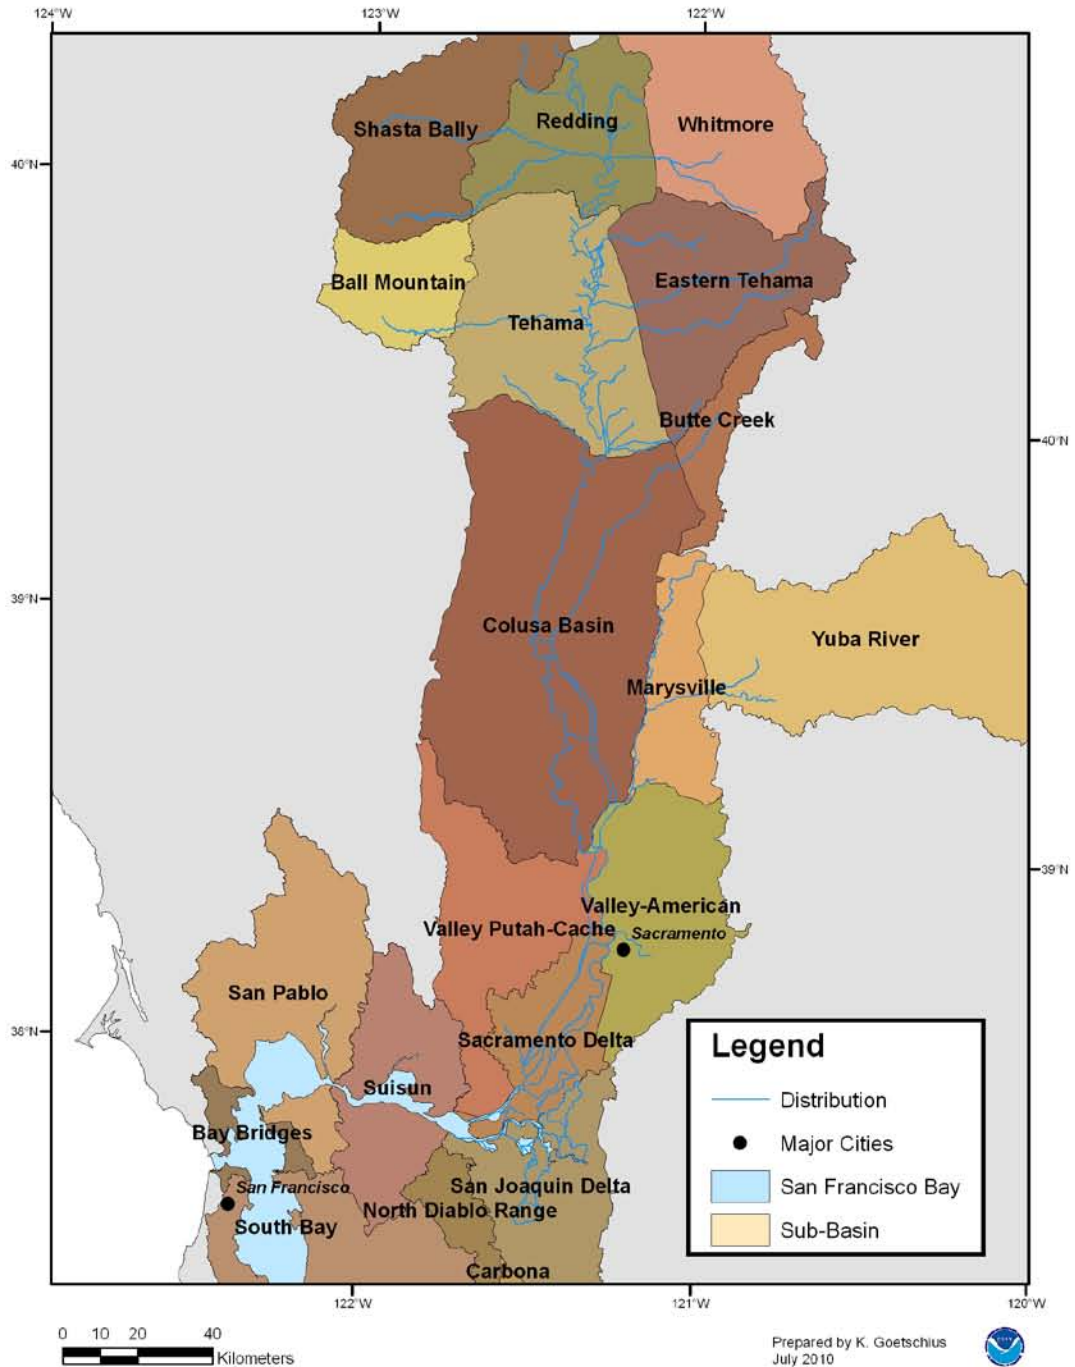 124°W 123°W 122°W
Shasta Bally
Redding
Whitmore
40°N
Ball Mountain
Eastern Tehama
Tehama
Butte Creek
40°N
39°N
Colusa Basin
Yuba River
Marysville
39°N
Valley-American
Valley Putah-Cache
Sacramento
San Pablo
38°N
Sacramento Delta
Suisun
Bay Bridges
San Francisco
San Joaquin Delta
North Diablo Range
South Bay
Carbona
Legend
Distribution
Major Cities
San Francisco Bay
Sub-Basin
122°W 121°W 120°W
0 10 20 40
Kilometers
Prepared by K. Goetschius
July 2010